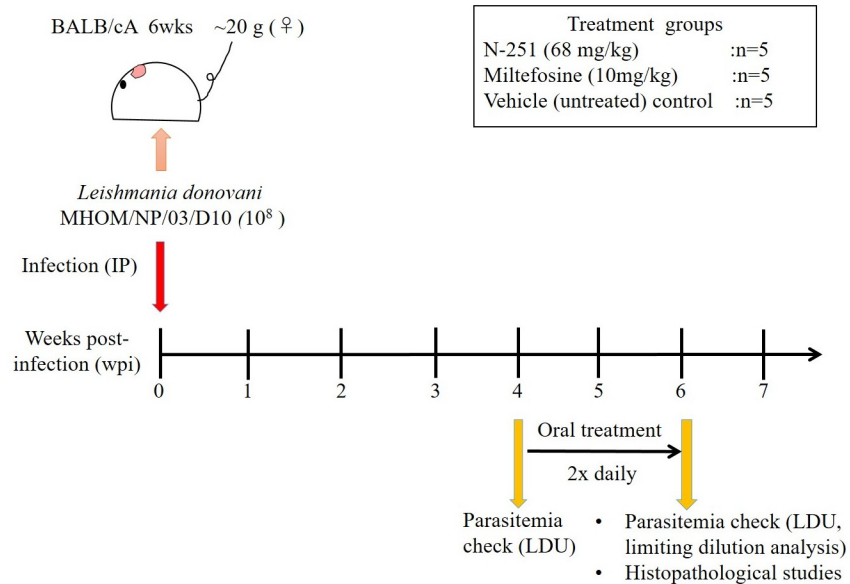 BALB/cA 6wks ~20 g (♀)
Treatment groups
N-251 (68 mg/kg) :n=5
Miltefosine (10mg/kg) :n=5
Vehicle (untreated) control :n=5
Leishmania donovani
MHOM/NP/03/D10 (10⁸ )
Infection (IP)
Weeks post-
infection (wpi)
0 1 2 3 4 5 6 7
Oral treatment
2x daily
Parasitemia
check (LDU)
• Parasitemia check (LDU,
limiting dilution analysis)
• Histopathological studies